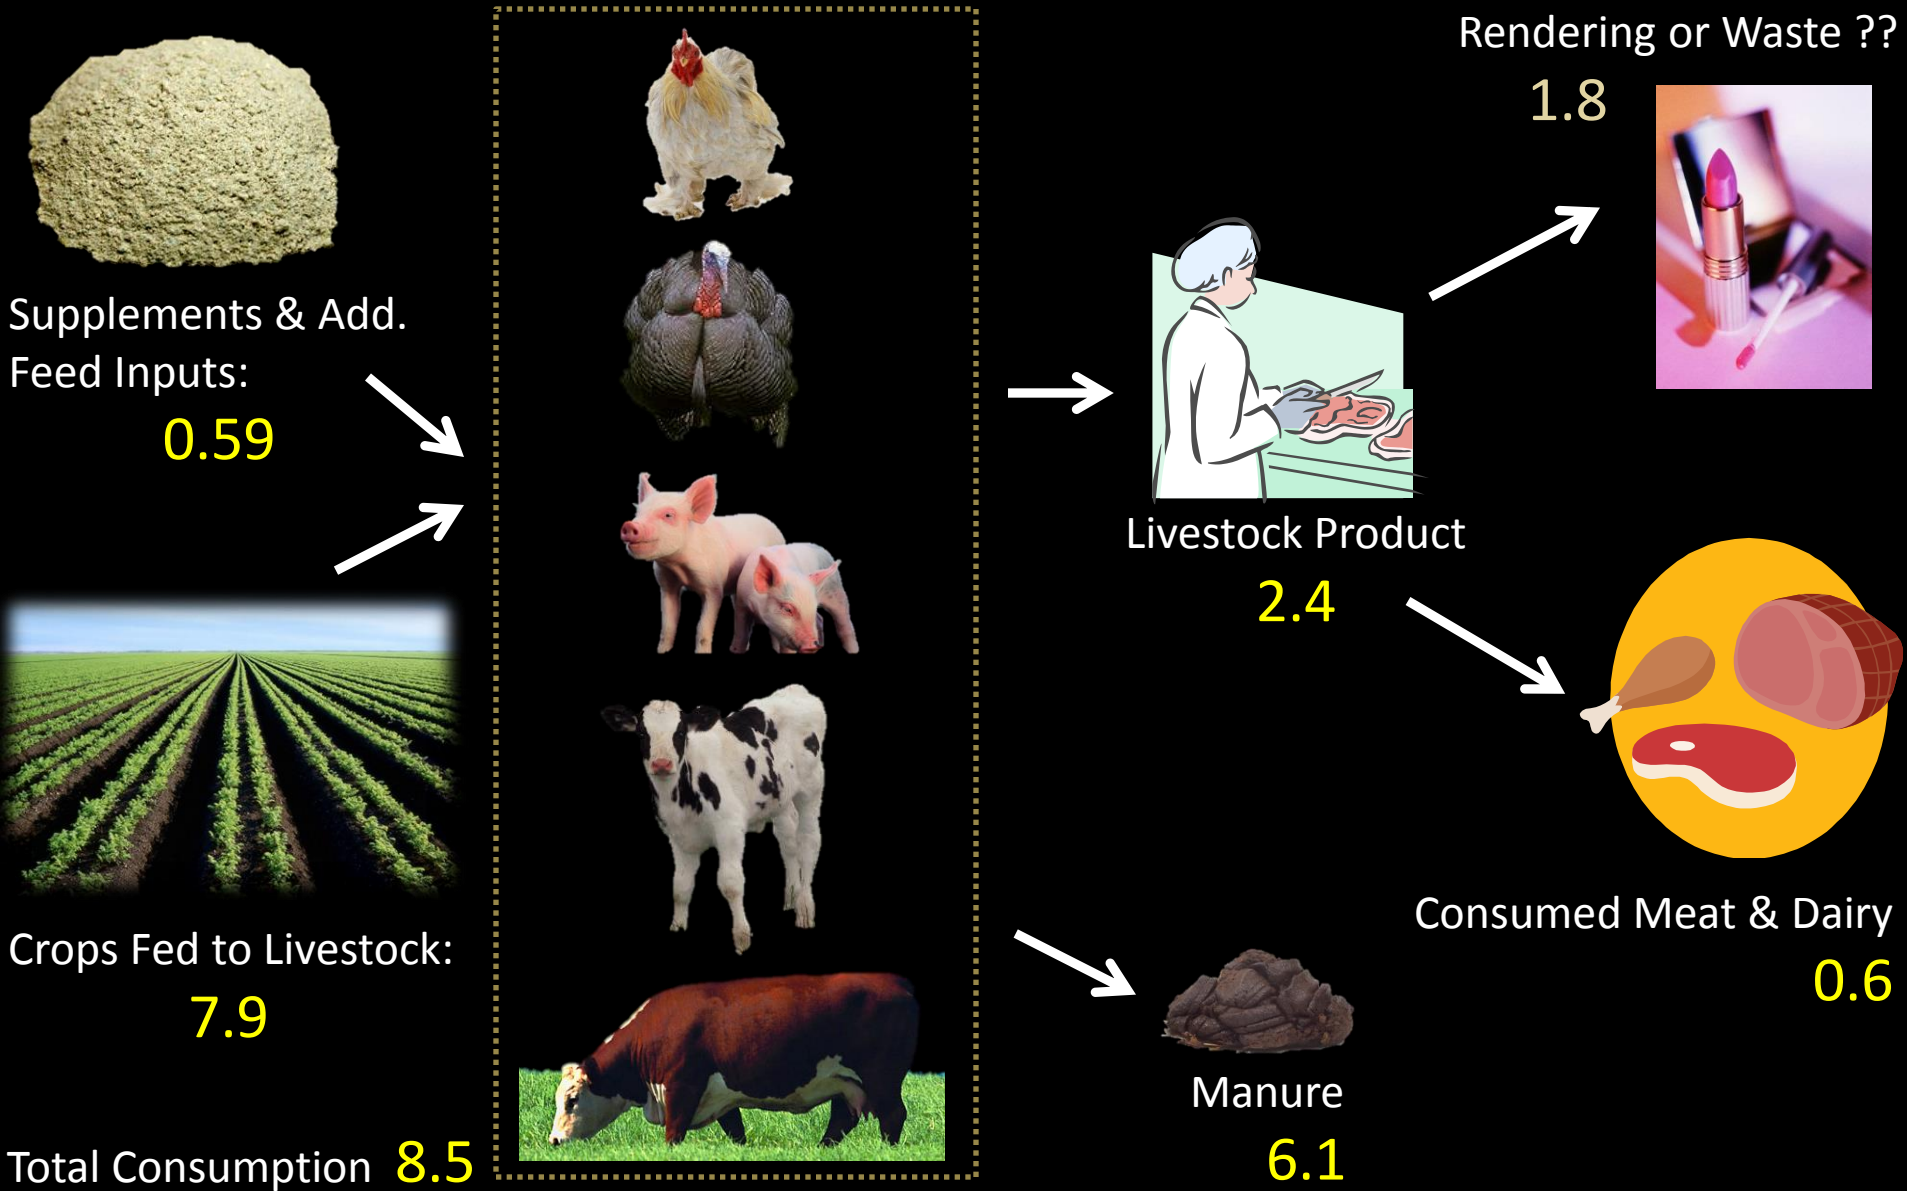 Supplements & Add.
Feed Inputs:
0.59
Crops Fed to Livestock:
7.9
Total Consumption 8.5
Livestock Product
2.4
Manure
6.1
Rendering or Waste ??
1.8
Consumed Meat & Dairy
0.6